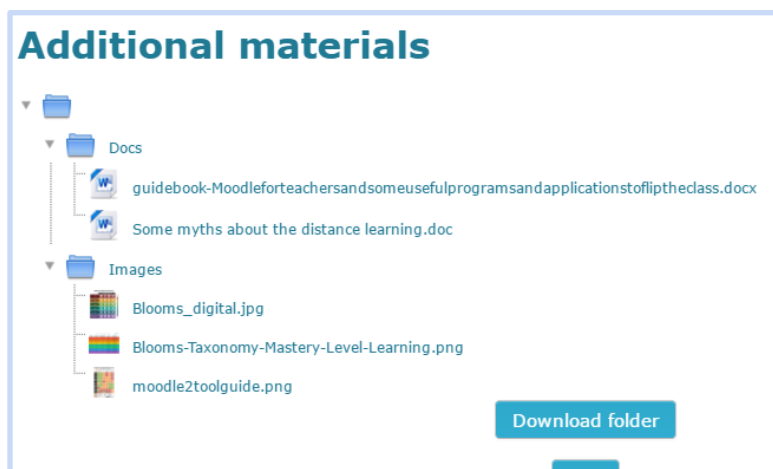 Additional materials
Docs
guidebook-Moodleforteachersandsomeusefulprogramsandapplicationstofliptheclass.docx
Some myths about the distance learning.doc
Images
Blooms_digital.jpg
Blooms-Taxonomy-Mastery-Level-Learning.png
moodle2toolguide.png
Download folder